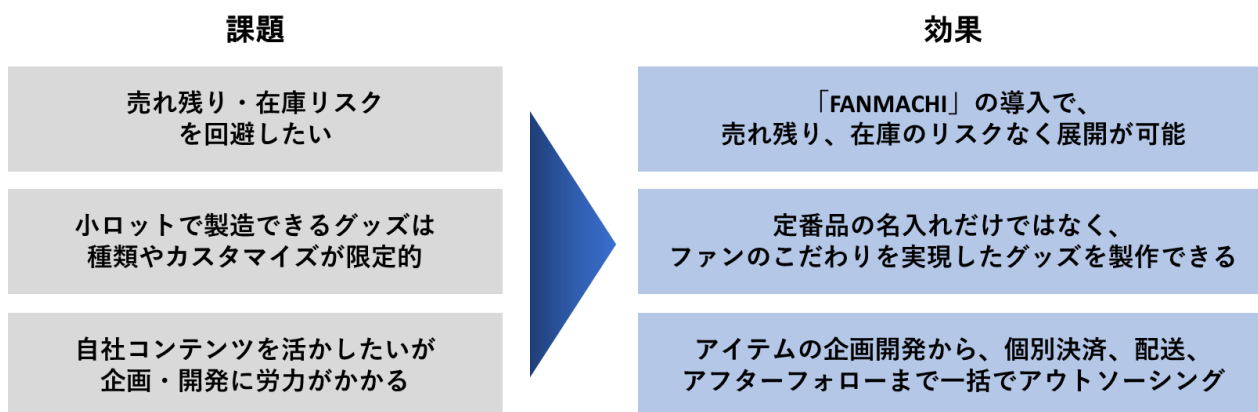 課題
売れ残り・在庫リスク
を回避したい
小ロットで製造できるグッズは
種類やカスタマイズが限定的
自社コンテンツを活かしたいが
企画・開発に労力がかかる
効果
「FANMACHI」の導入で、
売れ残り、在庫のリスクなく展開が可能
定番品の名入れだけではなく、
ファンのこだわりを実現したグッズを製作できる
アイテムの企画開発から、個別決済、配送、
アフターフォローまで一括でアウトソーシング